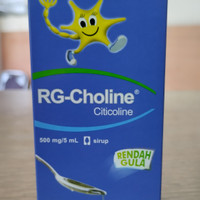 RG-Choline®
Citicoline
500 mg/5 mL sirup
RENDAH
GULA